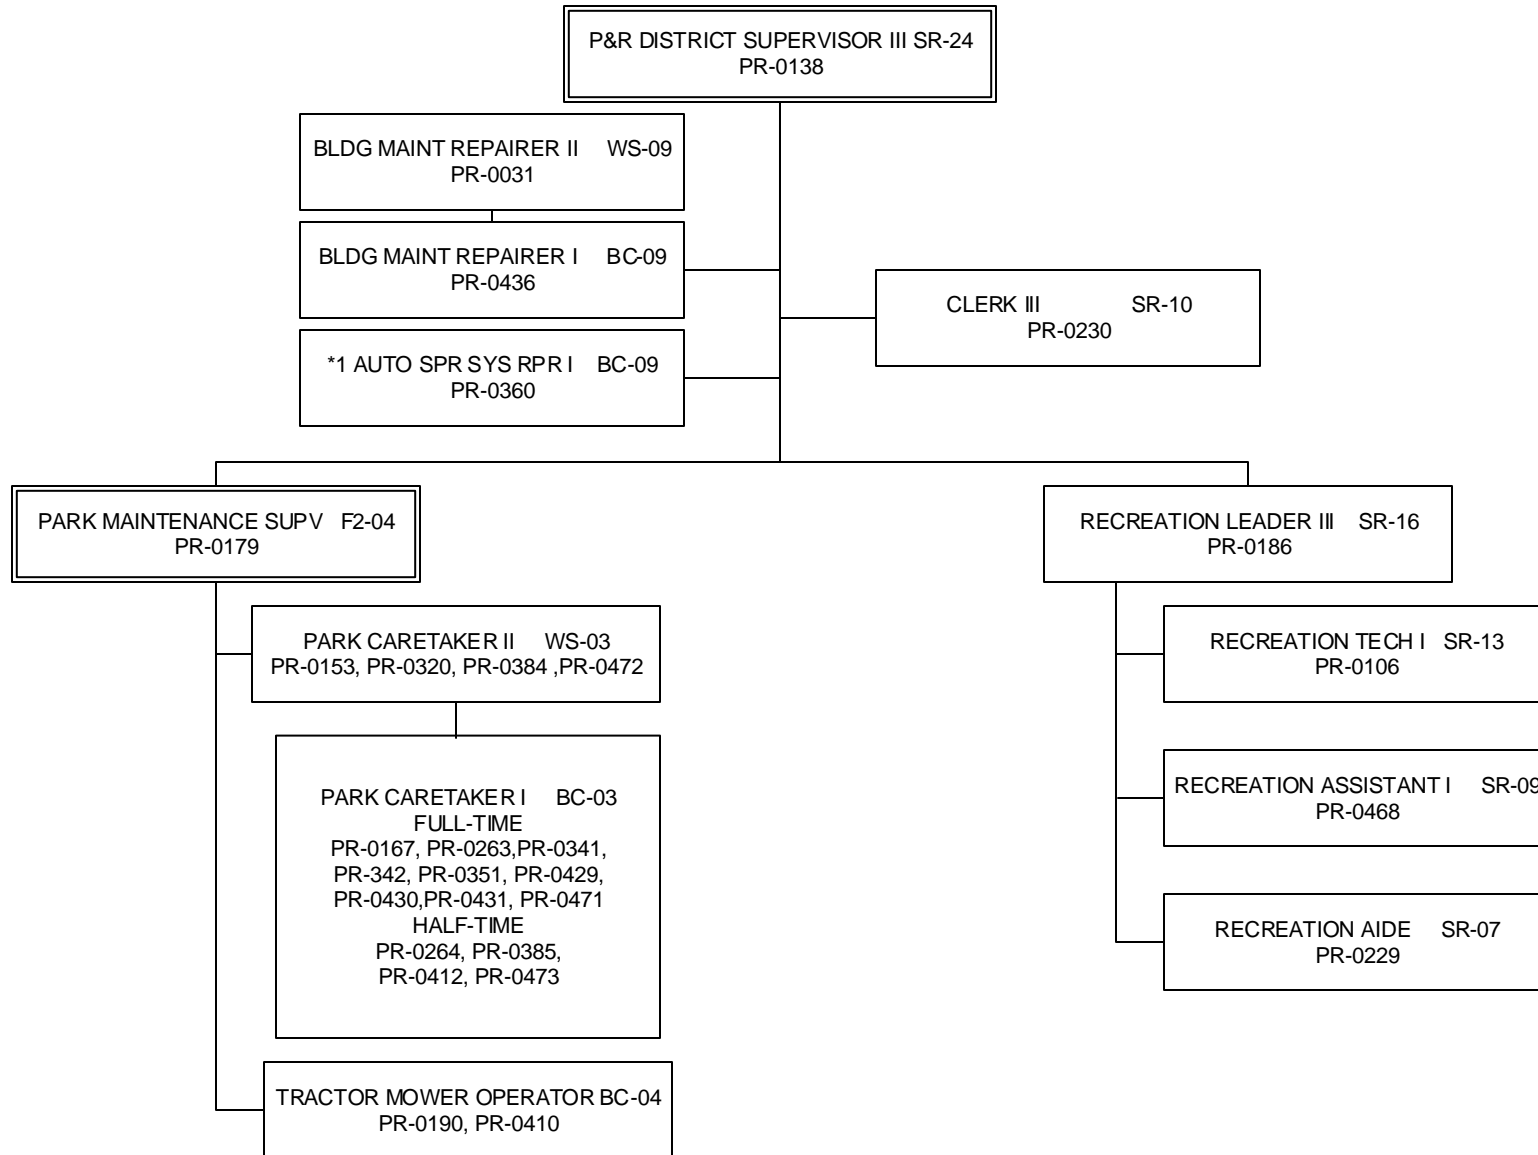 P&R DISTRICT SUPERVISOR III SR-24
PR-0138
BLDG MAINT REPAIRER II WS-09
PR-0031
BLDG MAINT REPAIRER I BC-09
PR-0436
CLERK III SR-10
PR-0230
*1 AUTO SPR SYS RPR I BC-09
PR-0360
PARK MAINTENANCE SUPV F2-04
PR-0179
RECREATION LEADER III SR-16
PR-0186
PARK CARETAKER II WS-03
PR-0153, PR-0320, PR-0384 ,PR-0472
PARK CARETAKER I BC-03
FULL-TIME
PR-0167, PR-0263,PR-0341,
PR-342, PR-0351, PR-0429,
PR-0430,PR-0431, PR-0471
HALF-TIME
PR-0264, PR-0385,
PR-0412, PR-0473
TRACTOR MOWER OPERATOR BC-04
PR-0190, PR-0410
RECREATION TECH I SR-13
PR-0106
RECREATION ASSISTANT I SR-09
PR-0468
RECREATION AIDE SR-07
PR-0229